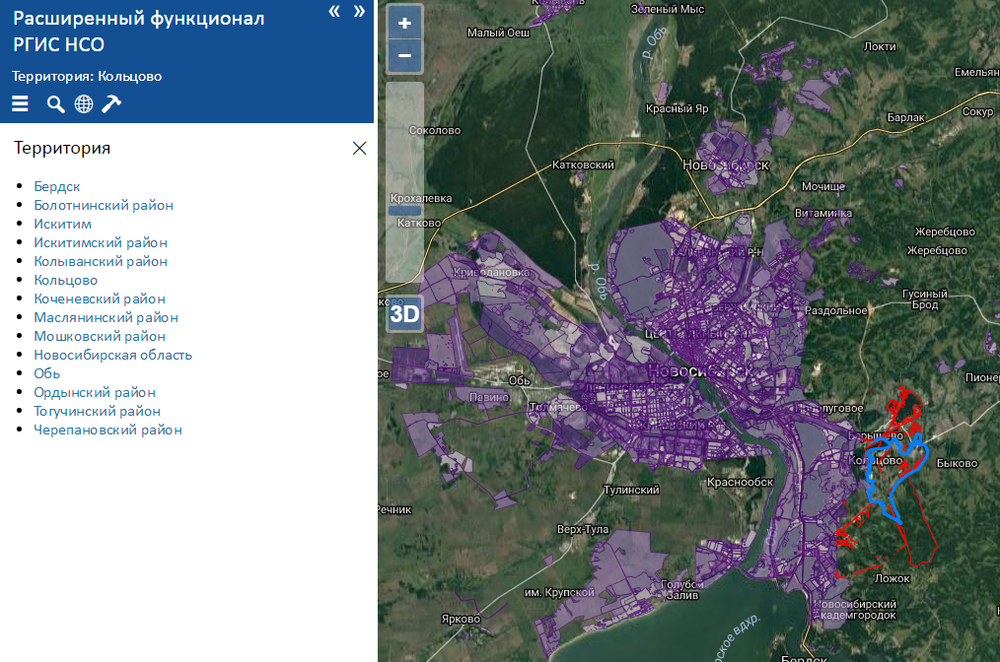 Расширенный функционал
« »
РГИС НСО
Территория: Кольцово
Территория
Бердск
Болотнинский район
Искитим
Искитимский район
Колыванский район
Кольцово
Коченевский район
Маслянинский район
Мошковский район
Новосибирская область
Обь
Ордынский район
Тогучинский район
Черепановский район
+
−
3D
Зеленый Мыс
Малый Оеш
р. Обь
Локти
Емельян
Красный Яр
Сокур
Барлак
Соколово
Катковский
Новосибирск
Мочище
Крохалевка
Витаминка
Катково
Жеребцово
Жеребцово
КАЛИНИНСКИЙ Р-Н
Криводановка
р. Обь
Гусиный
Брод
Раздольное
Новосибирск
Обь
Пионер
Павино
Толмачево
Новолуговое
Барышево
Кольцово
Быково
Краснообск
Тулинский
Речник
Верх-Тула
Ложок
Голубой
Залив
им. Крупской
Новосибирский
Академгородок
Ярково
ское вдхр.
Бердск